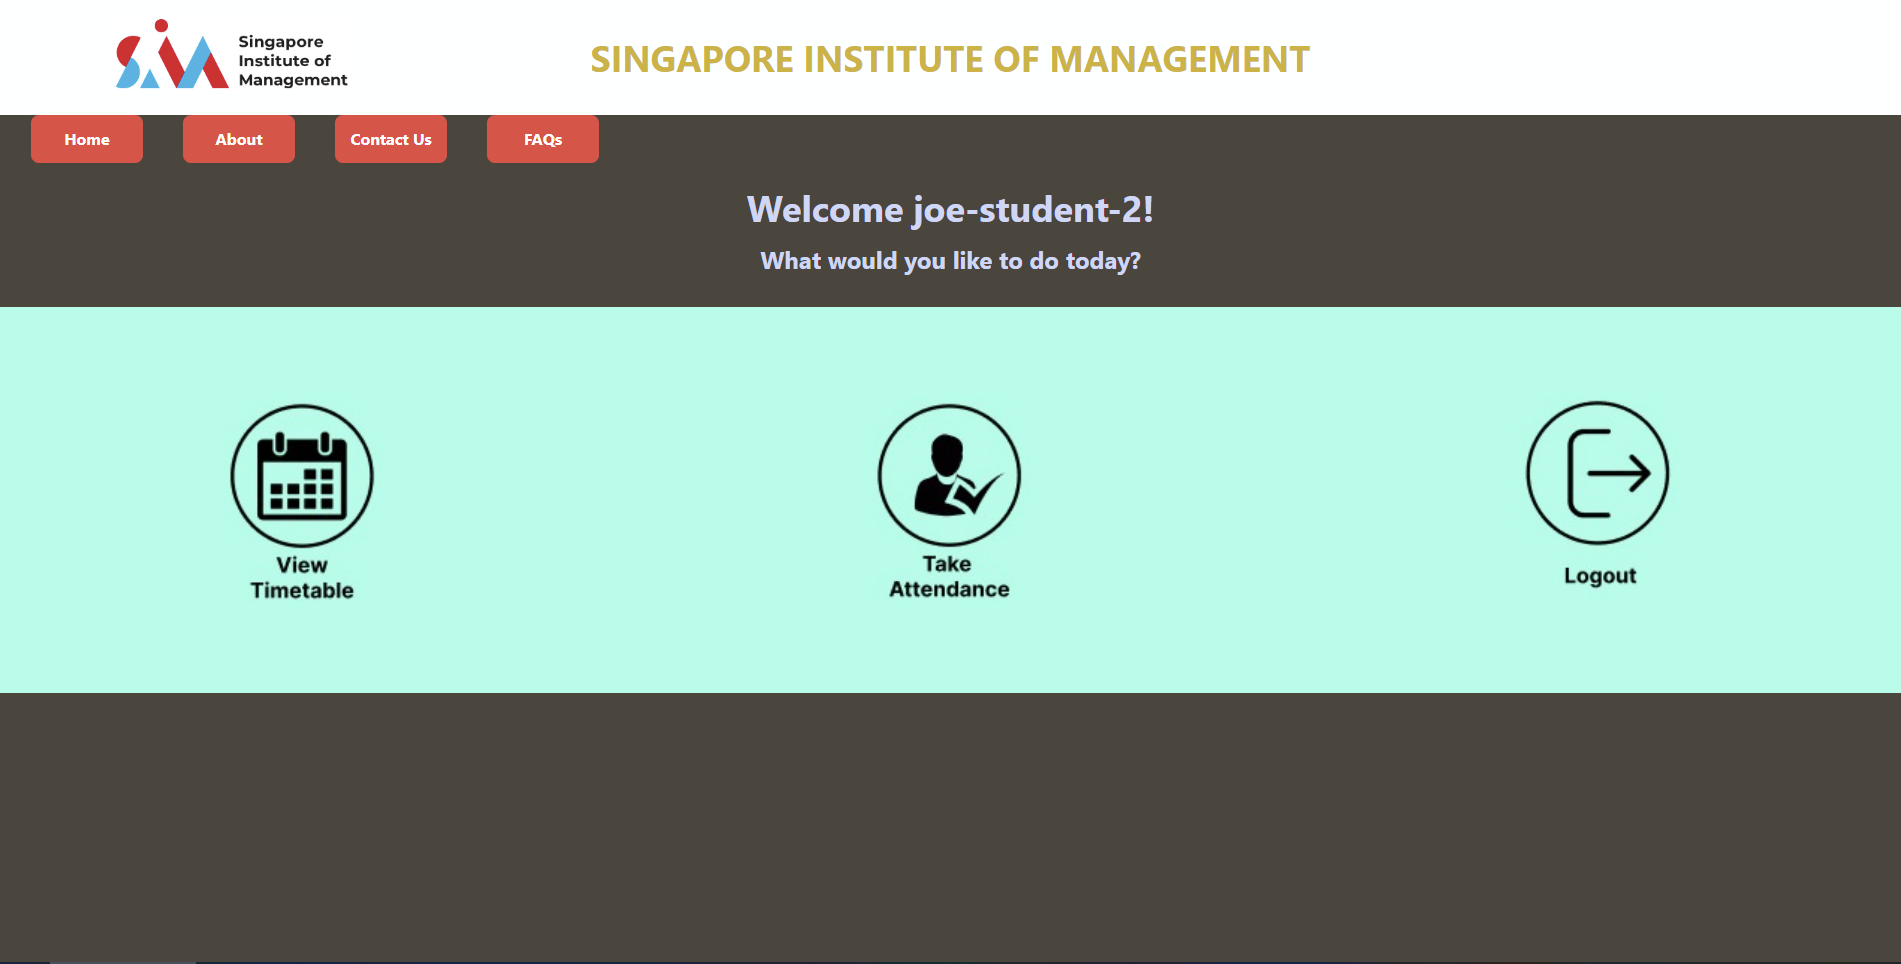 Singapore
Institute of
Management
SINGAPORE INSTITUTE OF MANAGEMENT
Home
About
Contact Us
FAQs
Welcome joe-student-2!
What would you like to do today?
View
Timetable
Take
Attendance
Logout